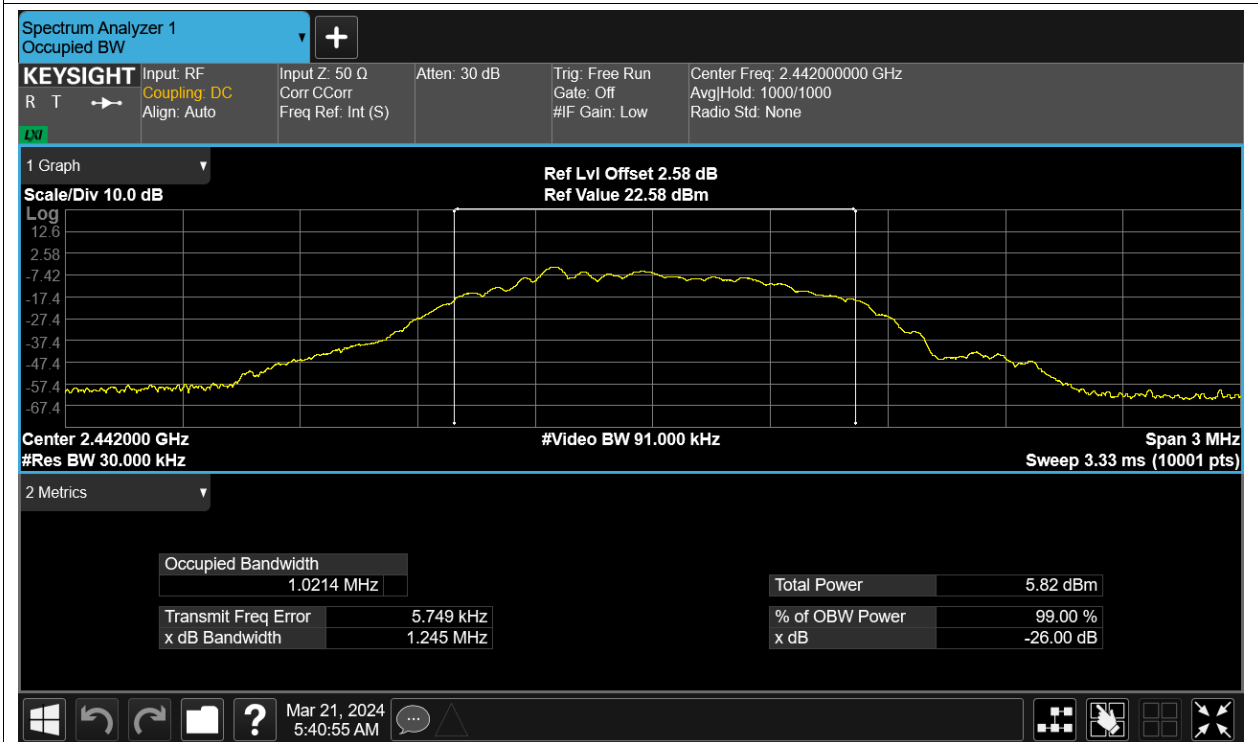 Spectrum Analyzer 1
Occupied BW
KEYSIGHT
R T
LXI
Input: RF
Coupling: DC
Align: Auto
Input Z: 50 Ω
Corr CCorr
Freq Ref: Int (S)
Atten: 30 dB
Trig: Free Run
Gate: Off
#IF Gain: Low
Center Freq: 2.442000000 GHz
Avg|Hold: 1000/1000
Radio Std: None
1 Graph
Scale/Div 10.0 dB
Ref Lvl Offset 2.58 dB
Ref Value 22.58 dBm
Log
12.6
2.58
-7.42
-17.4
-27.4
-37.4
-47.4
-57.4
-67.4
Center 2.442000 GHz
#Res BW 30.000 kHz
#Video BW 91.000 kHz
Span 3 MHz
Sweep 3.33 ms (10001 pts)
2 Metrics
Occupied Bandwidth
1.0214 MHz
Total Power 5.82 dBm
Transmit Freq Error 5.749 kHz
% of OBW Power 99.00 %
x dB Bandwidth 1.245 MHz
x dB -26.00 dB
?
Mar 21, 2024
5:40:55 AM